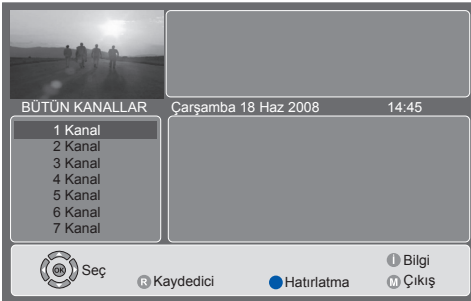 BÜTÜN KANALLAR Çarşamba 18 Haz 2008 14:45
1 Kanal
2 Kanal
3 Kanal
4 Kanal
5 Kanal
6 Kanal
7 Kanal
OK Seç
R Kaydedici
Hatırlatma
I Bilgi
M Çıkış